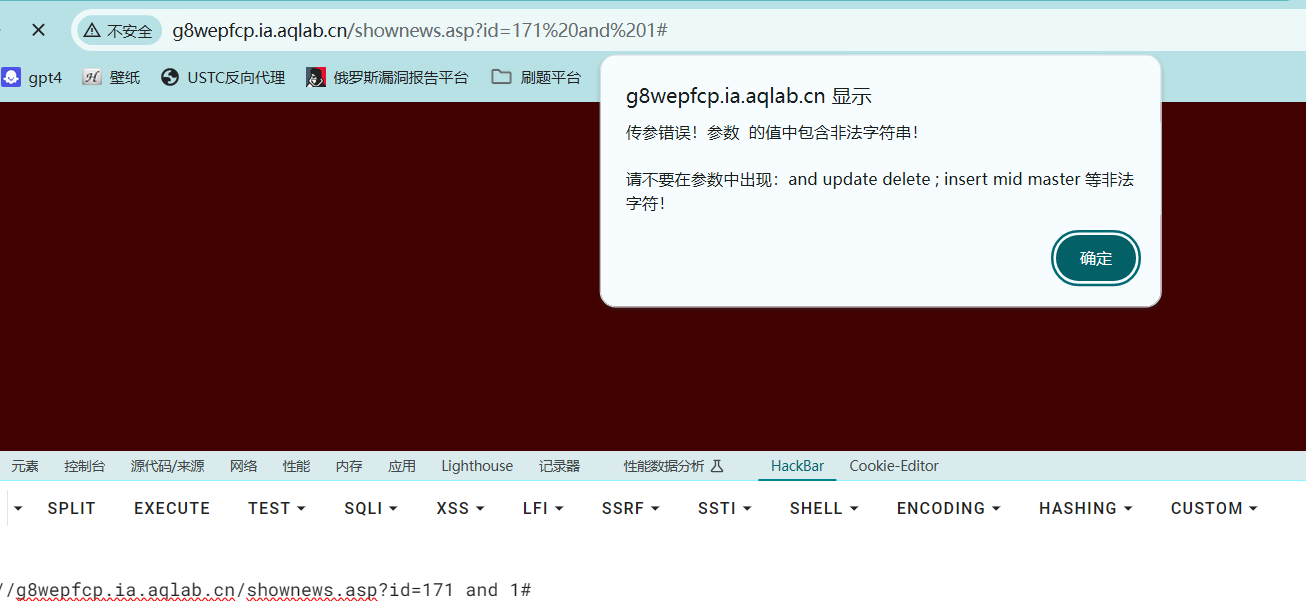 不安全 g8wepfcp.ia.aqlab.cn/shownews.asp?id=171%20and%201#
gpt4 壁纸 USTC反向代理 俄罗斯漏洞报告平台 刷题平台
g8wepfcp.ia.aqlab.cn 显示
传参错误！参数 的值中包含非法字符串！
请不要在参数中出现：and update delete ; insert mid master 等非法
字符！
确定
元素 控制台 源代码/来源 网络 性能 内存 应用 Lighthouse 记录器 性能数据分析 HackBar Cookie-Editor
SPLIT EXECUTE TEST SQLI XSS LFI SSRF SSTI SHELL ENCODING HASHING CUSTOM
//g8wepfcp.ia.aqlab.cn/shownews.asp?id=171 and 1#